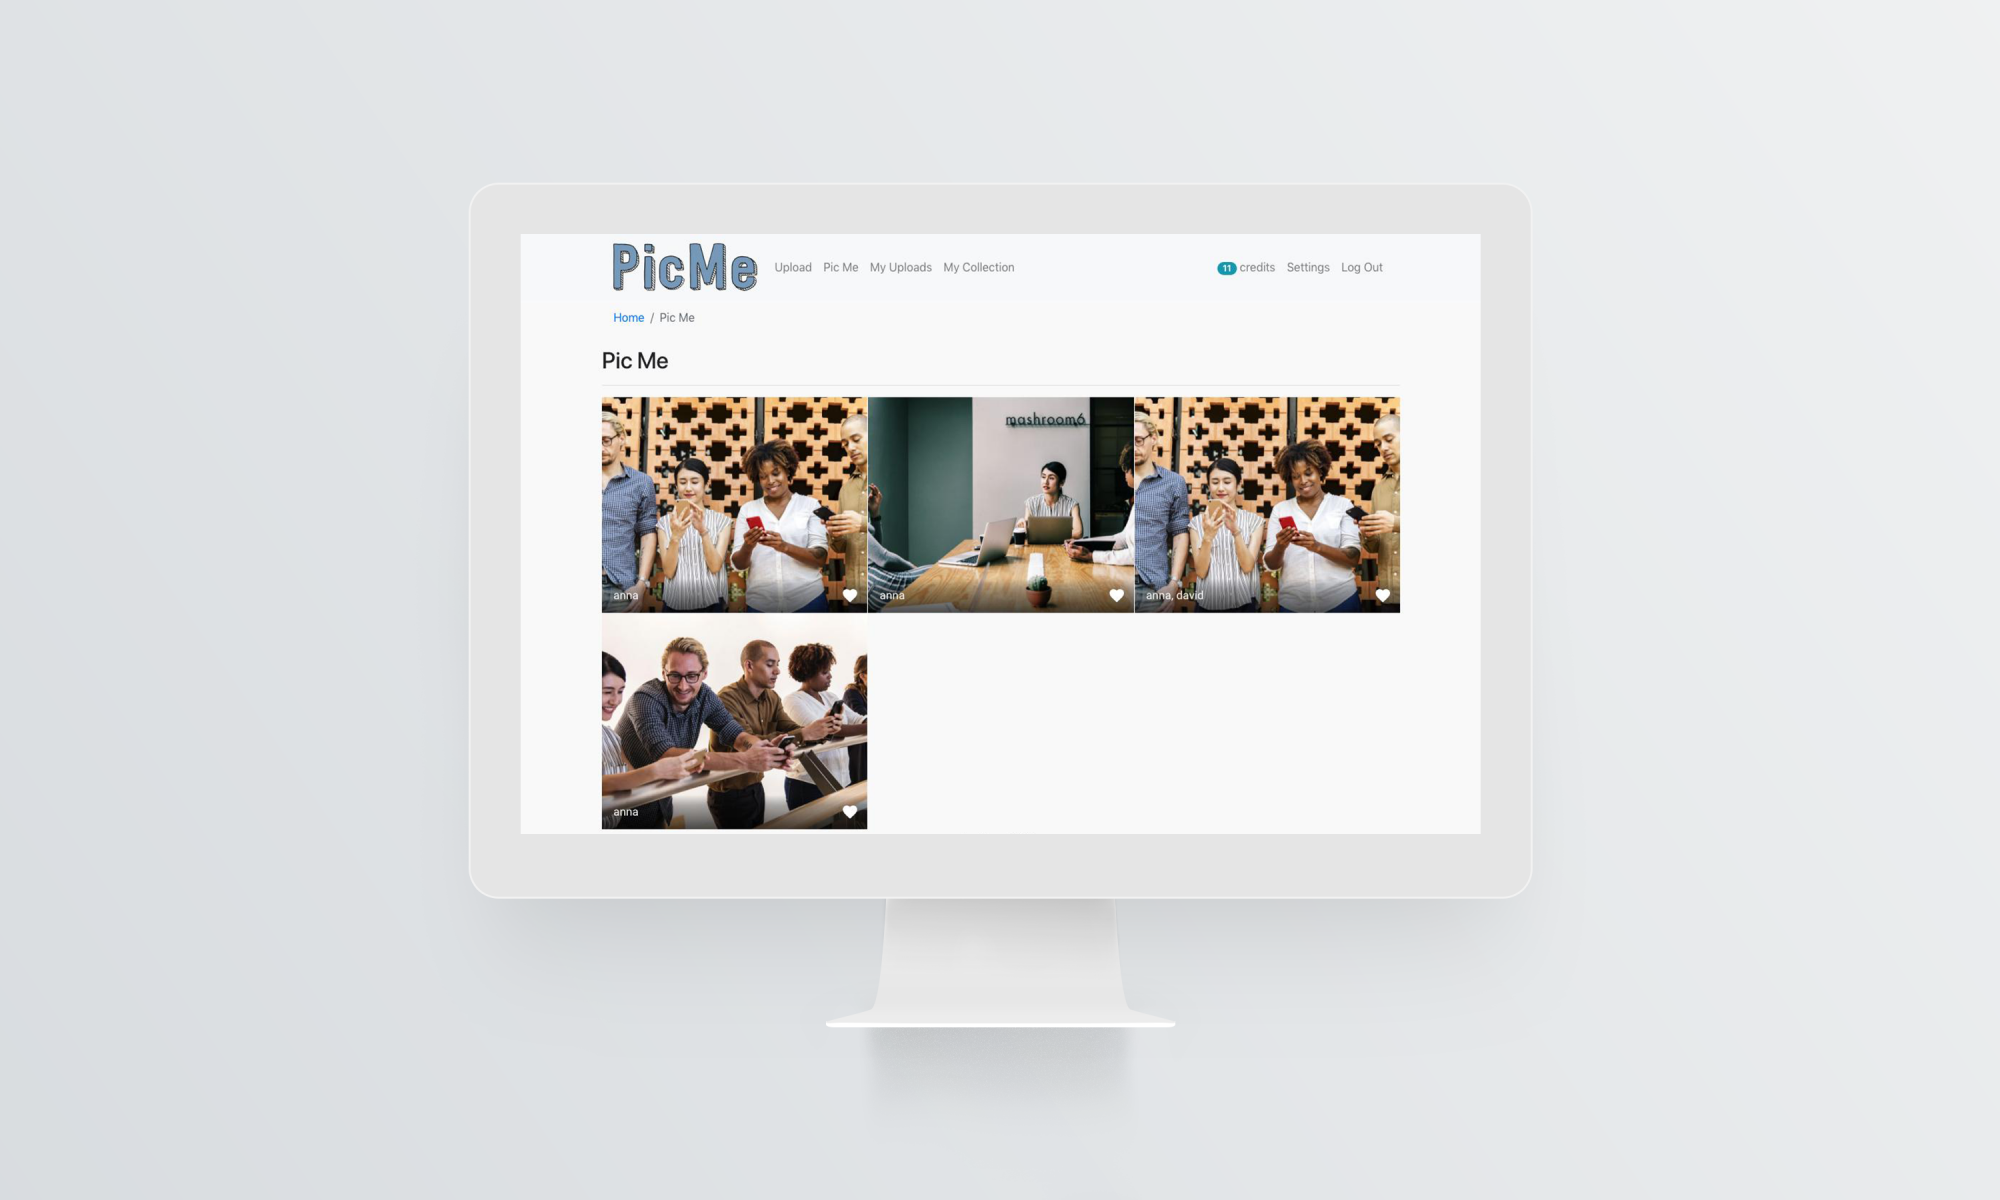 PicMe Upload Pic Me My Uploads My Collection 11 credits Settings Log Out
Home / Pic Me
Pic Me
mashroom6
anna
anna
anna, david
anna